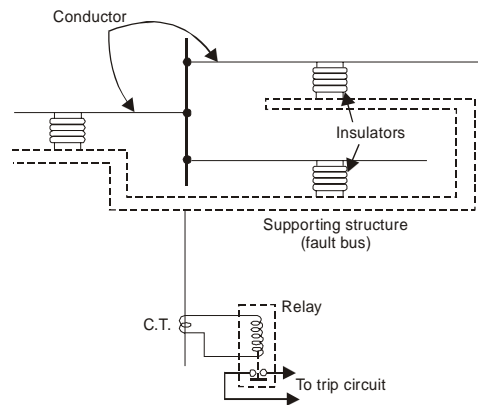 Conductor
Insulators
Supporting structure
(fault bus)
Relay
C.T.
To trip circuit